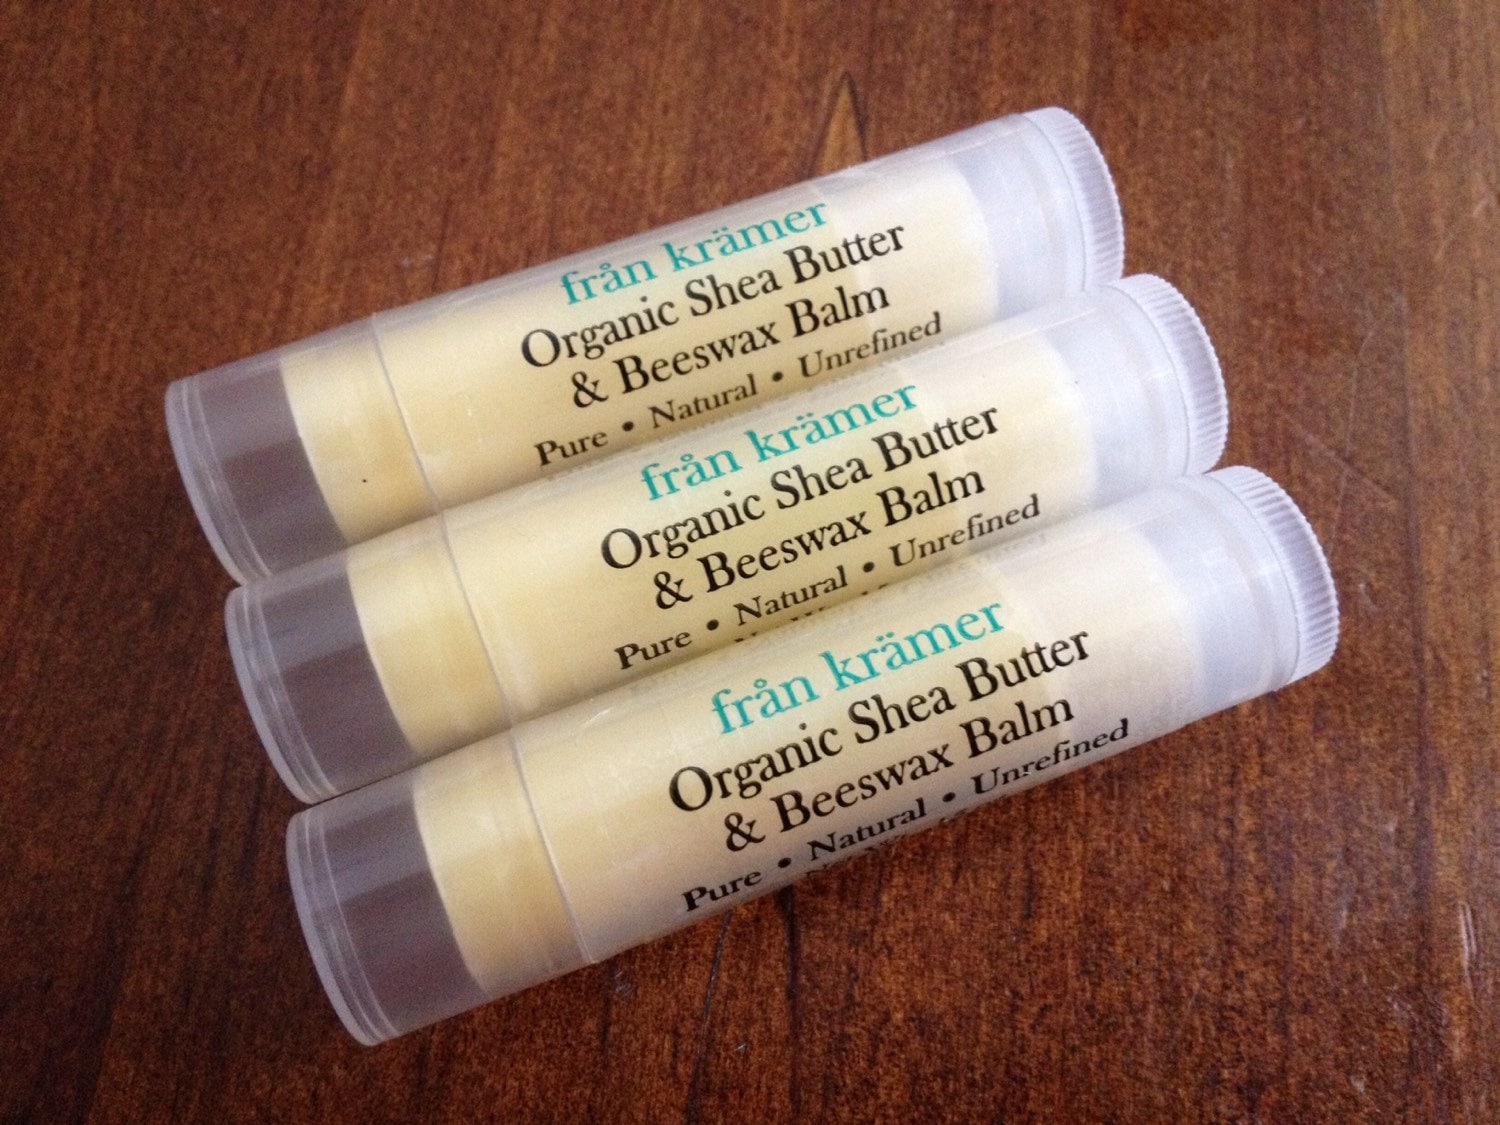 från krämer
Organic Shea Butter
& Beeswax Balm
Pure • Natural • Unrefined
från krämer
Organic Shea Butter
& Beeswax Balm
Pure • Natural • Unrefined
från krämer
Organic Shea Butter
& Beeswax Balm
Pure • Natural • Unrefined